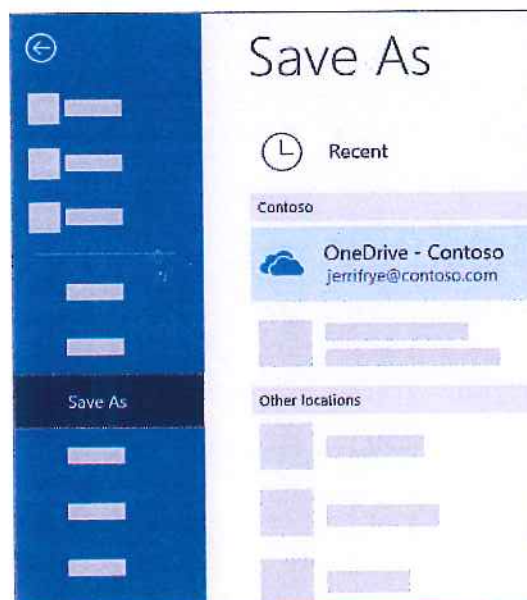 Save As
Recent
Contoso
OneDrive - Contoso
jerrifrye@contoso.com
Save As
Other locations